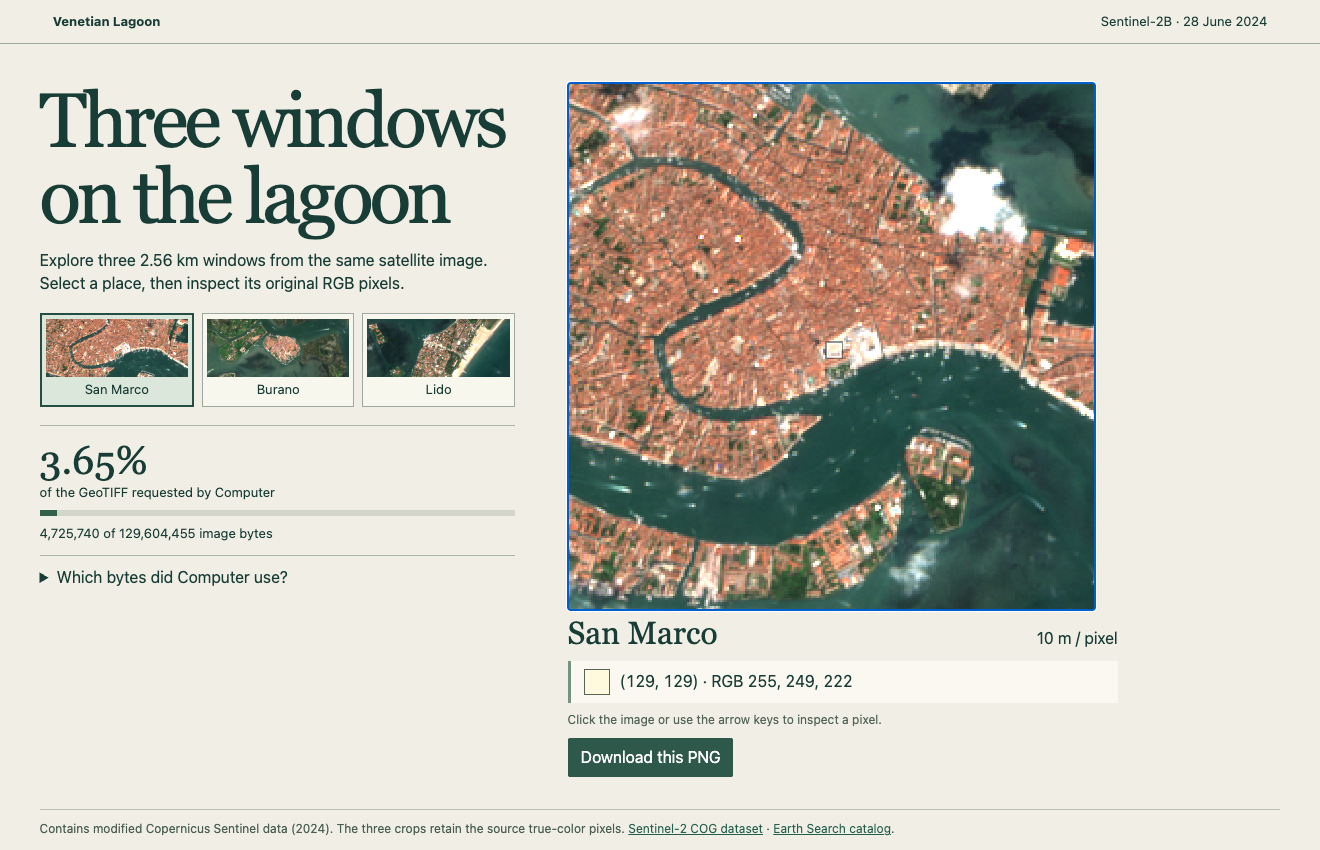 Venetian Lagoon
Sentinel-2B · 28 June 2024
Three windows
on the lagoon
Explore three 2.56 km windows from the same satellite image.
Select a place, then inspect its original RGB pixels.
San Marco
Burano
Lido
3.65%
of the GeoTIFF requested by Computer
4,725,740 of 129,604,455 image bytes
Which bytes did Computer use?
San Marco
10 m / pixel
(129, 129) · RGB 255, 249, 222
Click the image or use the arrow keys to inspect a pixel.
Download this PNG
Contains modified Copernicus Sentinel data (2024). The three crops retain the source true-color pixels. Sentinel-2 COG dataset · Earth Search catalog.